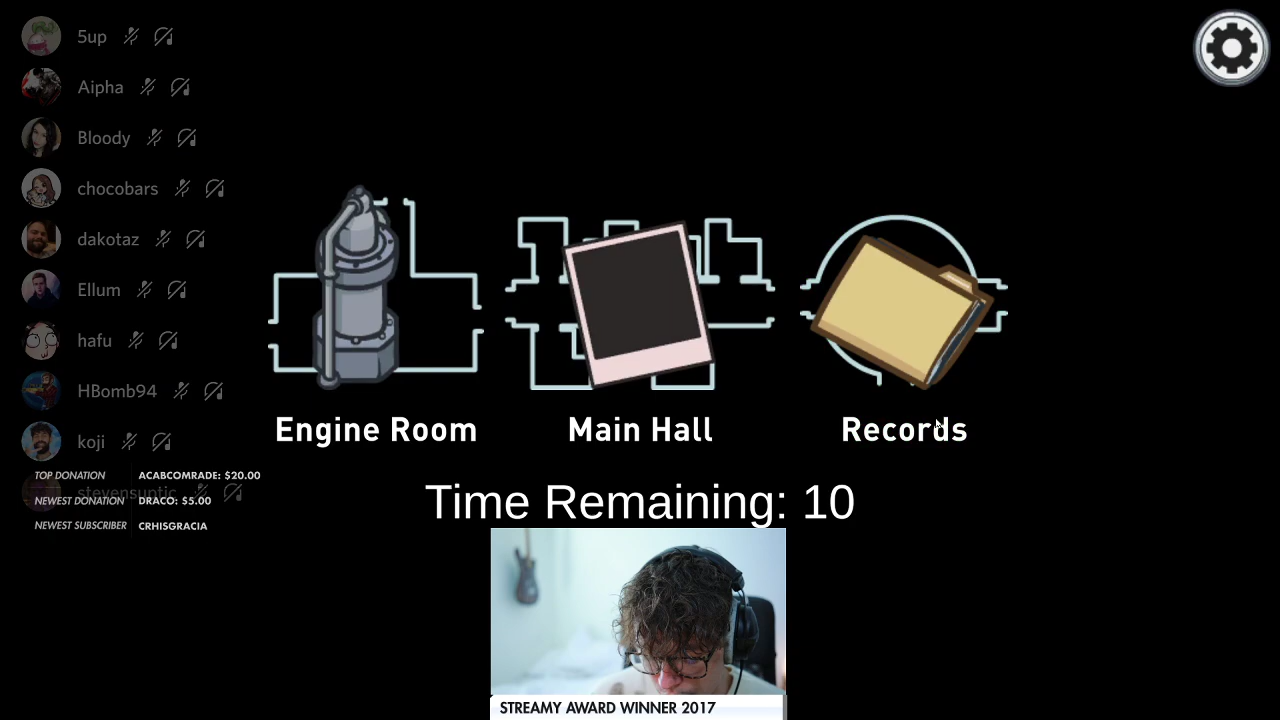 5up
Aipha
Bloody
chocobars
dakotaz
Ellum
hafu
HBomb94
koji
stevensuptic
TOP DONATION ACABCOMRADE: $20.00
NEWEST DONATION DRACO: $5.00
NEWEST SUBSCRIBER CRHISGRACIA
Engine Room
Main Hall
Records
Time Remaining: 10
STREAMY AWARD WINNER 2017